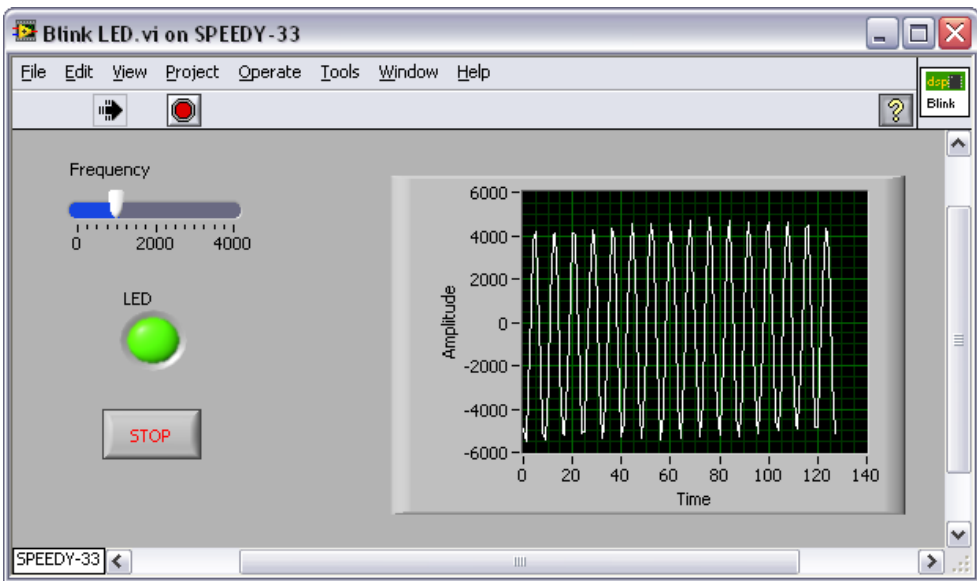 Blink LED.vi on SPEEDY-33
File Edit View Project Operate Tools Window Help
dsp
Blink
Frequency
0 2000 4000
LED
STOP
6000
4000
2000
0
-2000
-4000
-6000
Amplitude
0 20 40 60 80 100 120 140
Time
SPEEDY-33